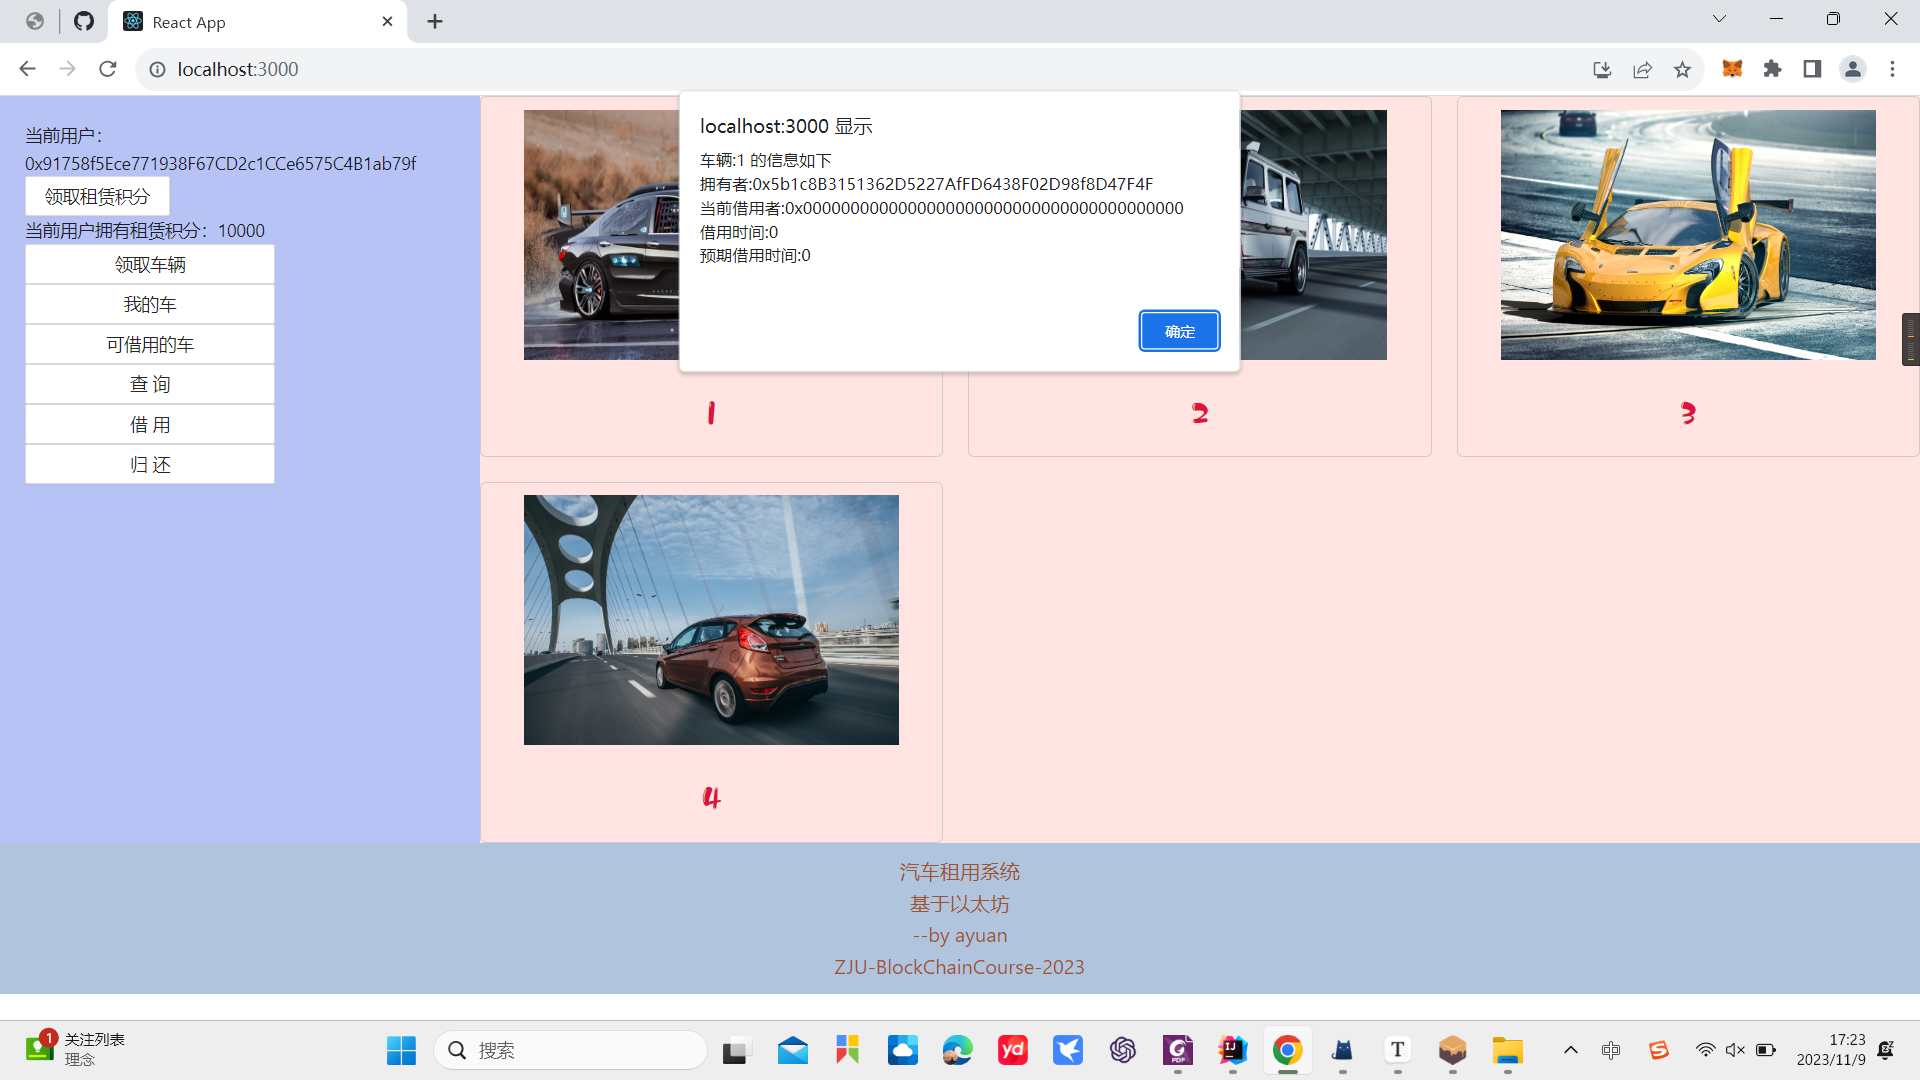 React App
localhost:3000
当前用户：
0x91758f5Ece771938F67CD2c1CCe6575C4B1ab79f
领取租赁积分
当前用户拥有租赁积分：10000
领取车辆
我的车
可借用的车
查 询
借 用
归 还
localhost:3000 显示
车辆:1 的信息如下
拥有者:0x5b1c8B3151362D5227AfFD6438F02D98f8D47F4F
当前借用者:0x0000000000000000000000000000000000000000
借用时间:0
预期借用时间:0
确定
1
2
3
4
汽车租用系统
基于以太坊
--by ayuan
ZJU-BlockChainCourse-2023
1
关注列表
理念
搜索
yd
PDF
IJ
T
中
17:23
2023/11/9